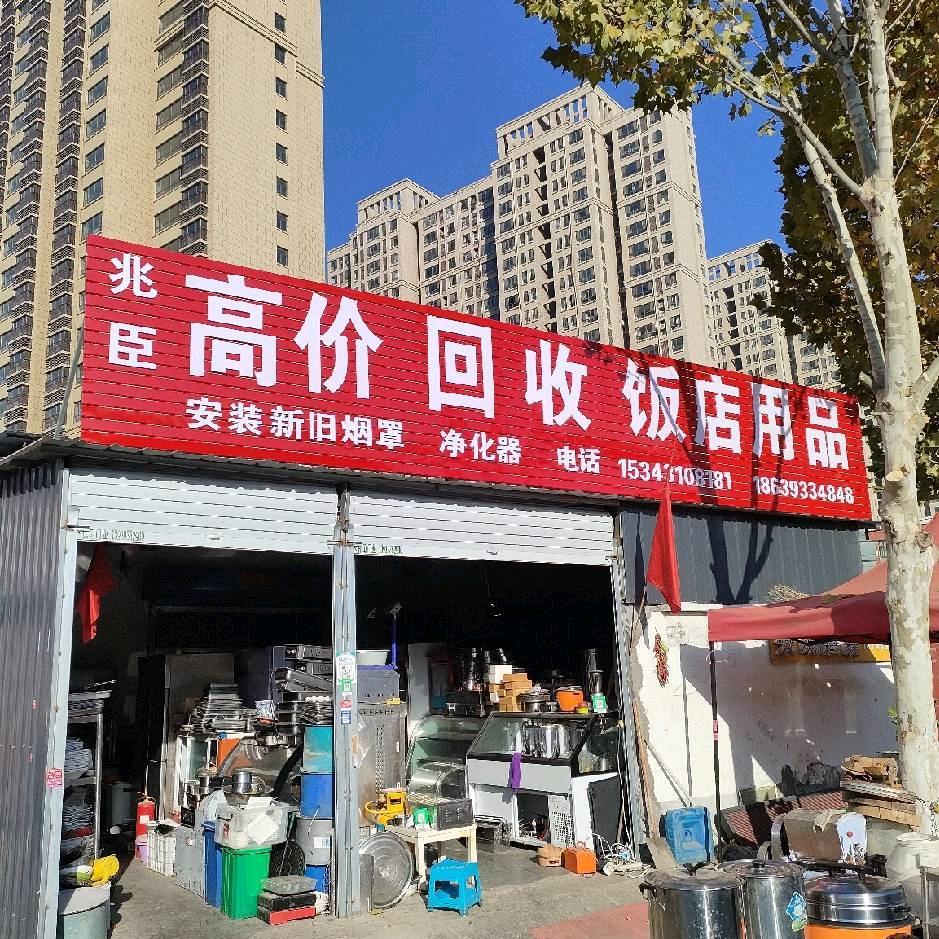 兆臣
高价 回收 饭店用品
安装新旧烟罩 净化器 电话 15343108181 18639334848